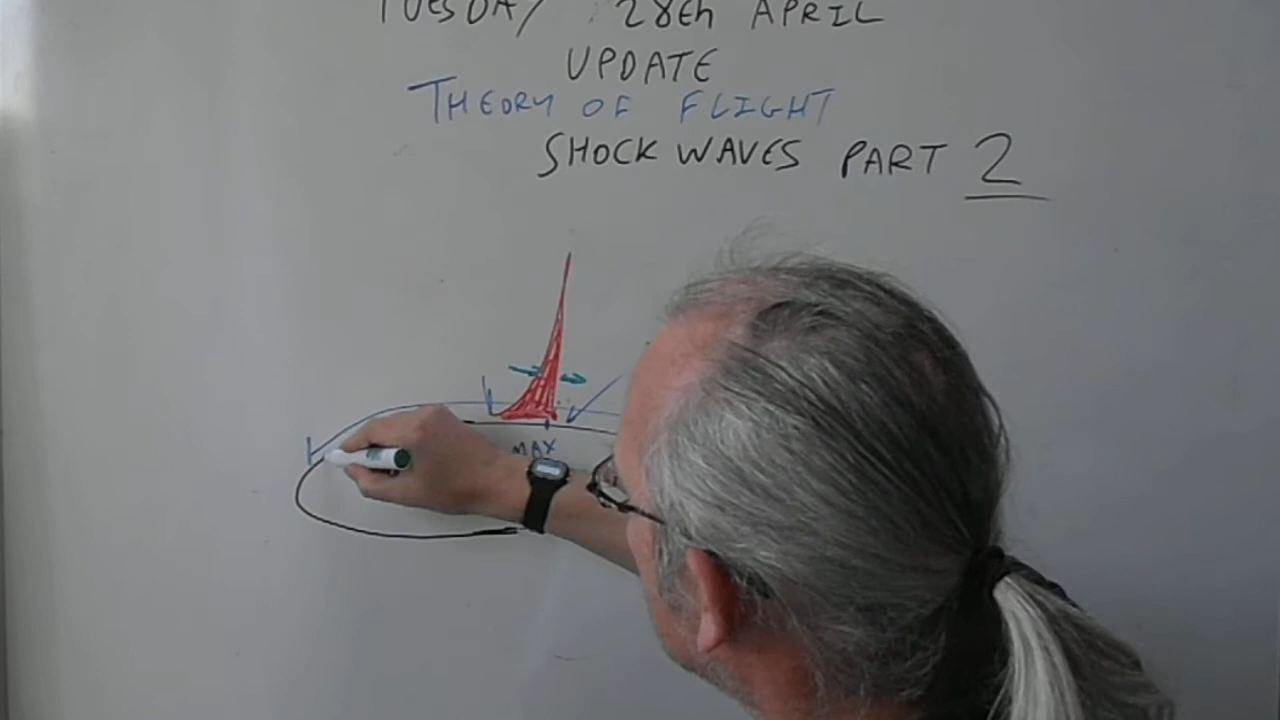 TUESDAY 28th APRIL
UPDATE
THEORY OF FLIGHT
SHOCK WAVES PART 2
MAX